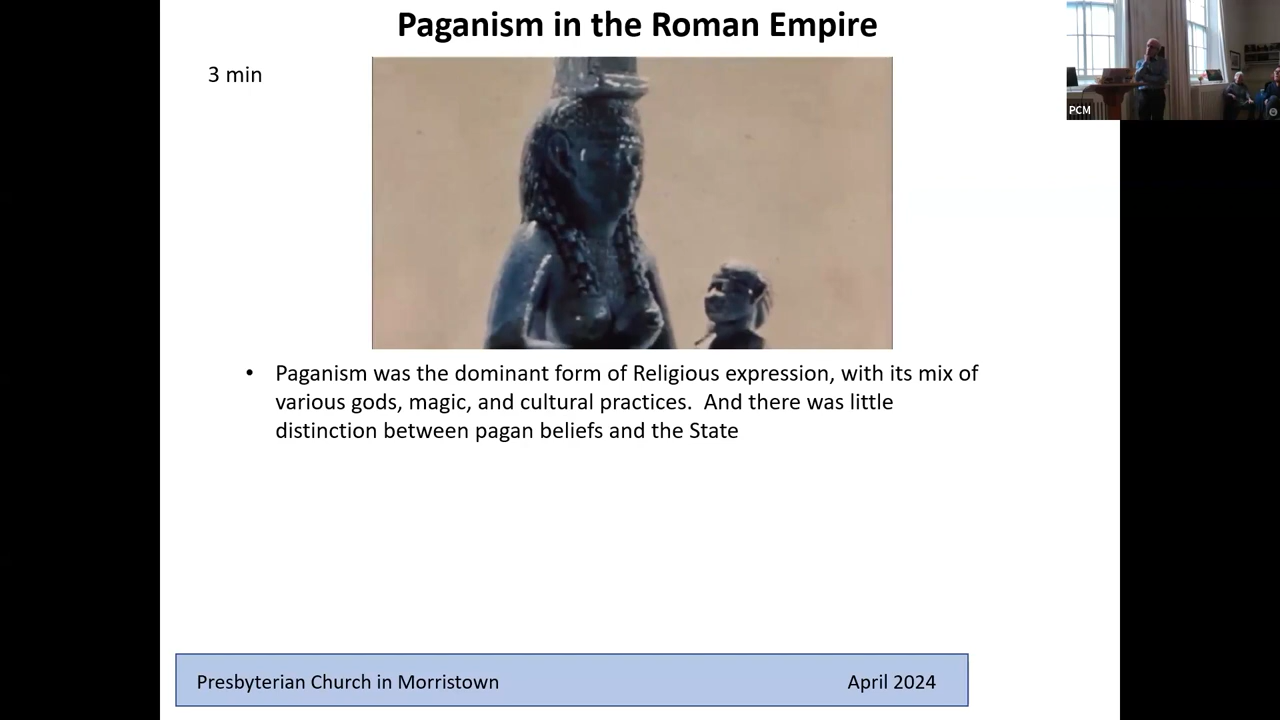 Paganism in the Roman Empire
3 min
PCM
• Paganism was the dominant form of Religious expression, with its mix of
various gods, magic, and cultural practices.  And there was little
distinction between pagan beliefs and the State
Presbyterian Church in Morristown
April 2024